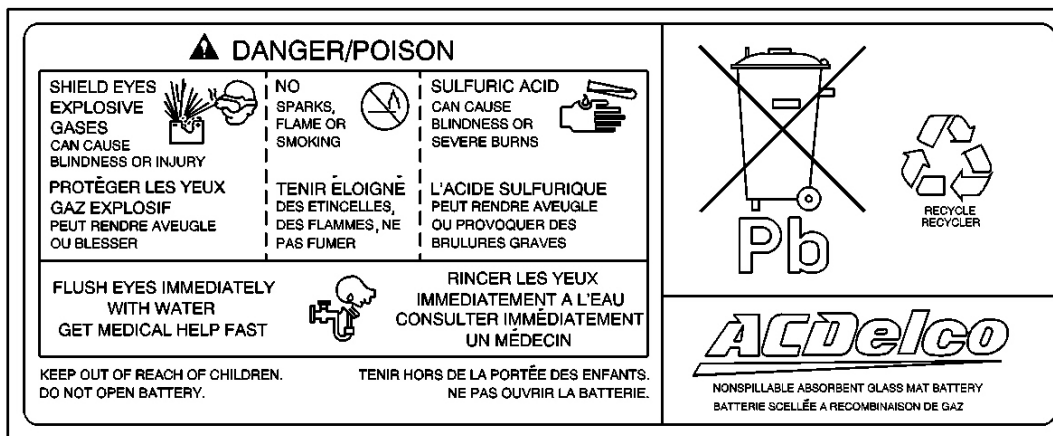 DANGER/POISON
SHIELD EYES
EXPLOSIVE
GASES
CAN CAUSE
BLINDNESS OR INJURY
NO
SPARKS,
FLAME OR
SMOKING
SULFURIC ACID
CAN CAUSE
BLINDNESS OR
SEVERE BURNS
PROTÉGER LES YEUX
GAZ EXPLOSIF
PEUT RENDRE AVEUGLE
OU BLESSER
TENIR ÉLOIGNÉ
DES ETINCELLES,
DES FLAMMES, NE
PAS FUMER
L'ACIDE SULFURIQUE
PEUT RENDRE AVEUGLE
OU PROVOQUER DES
BRULURES GRAVES
FLUSH EYES IMMEDIATELY
WITH WATER
GET MEDICAL HELP FAST
RINCER LES YEUX
IMMEDIATEMENT A L'EAU
CONSULTER IMMÉDIATEMENT
UN MÉDECIN
KEEP OUT OF REACH OF CHILDREN.
DO NOT OPEN BATTERY.
TENIR HORS DE LA PORTÉE DES ENFANTS.
NE PAS OUVRIR LA BATTERIE.
Pb
RECYCLE
RECYCLER
ACDelco
NONSPILLABLE ABSORBENT GLASS MAT BATTERY
BATTERIE SCELLÉE A RECOMBINAISON DE GAZ